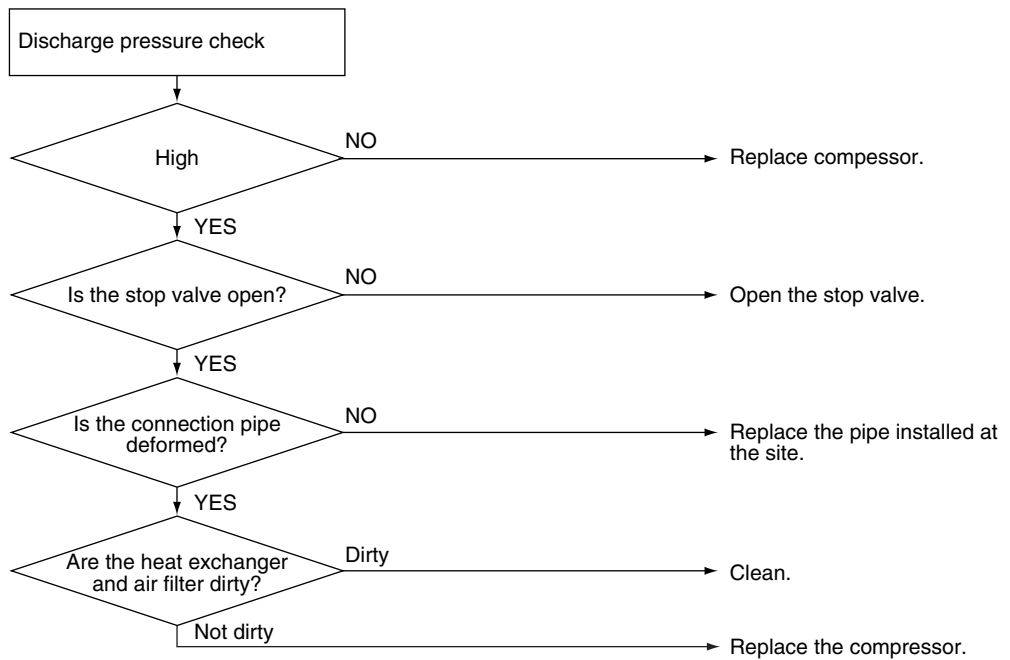 Discharge pressure check
High
NO
Replace compessor.
YES
Is the stop valve open?
NO
Open the stop valve.
YES
Is the connection pipe
deformed?
NO
Replace the pipe installed at
the site.
YES
Are the heat exchanger
and air filter dirty?
Dirty
Clean.
Not dirty
Replace the compressor.